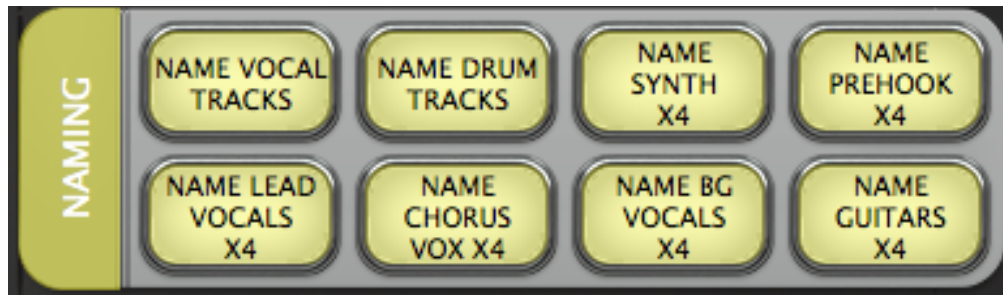 NAMING
NAME VOCAL
TRACKS
NAME DRUM
TRACKS
NAME
SYNTH
X4
NAME
PREHOOK
X4
NAME LEAD
VOCALS
X4
NAME
CHORUS
VOX X4
NAME BG
VOCALS
X4
NAME
GUITARS
X4